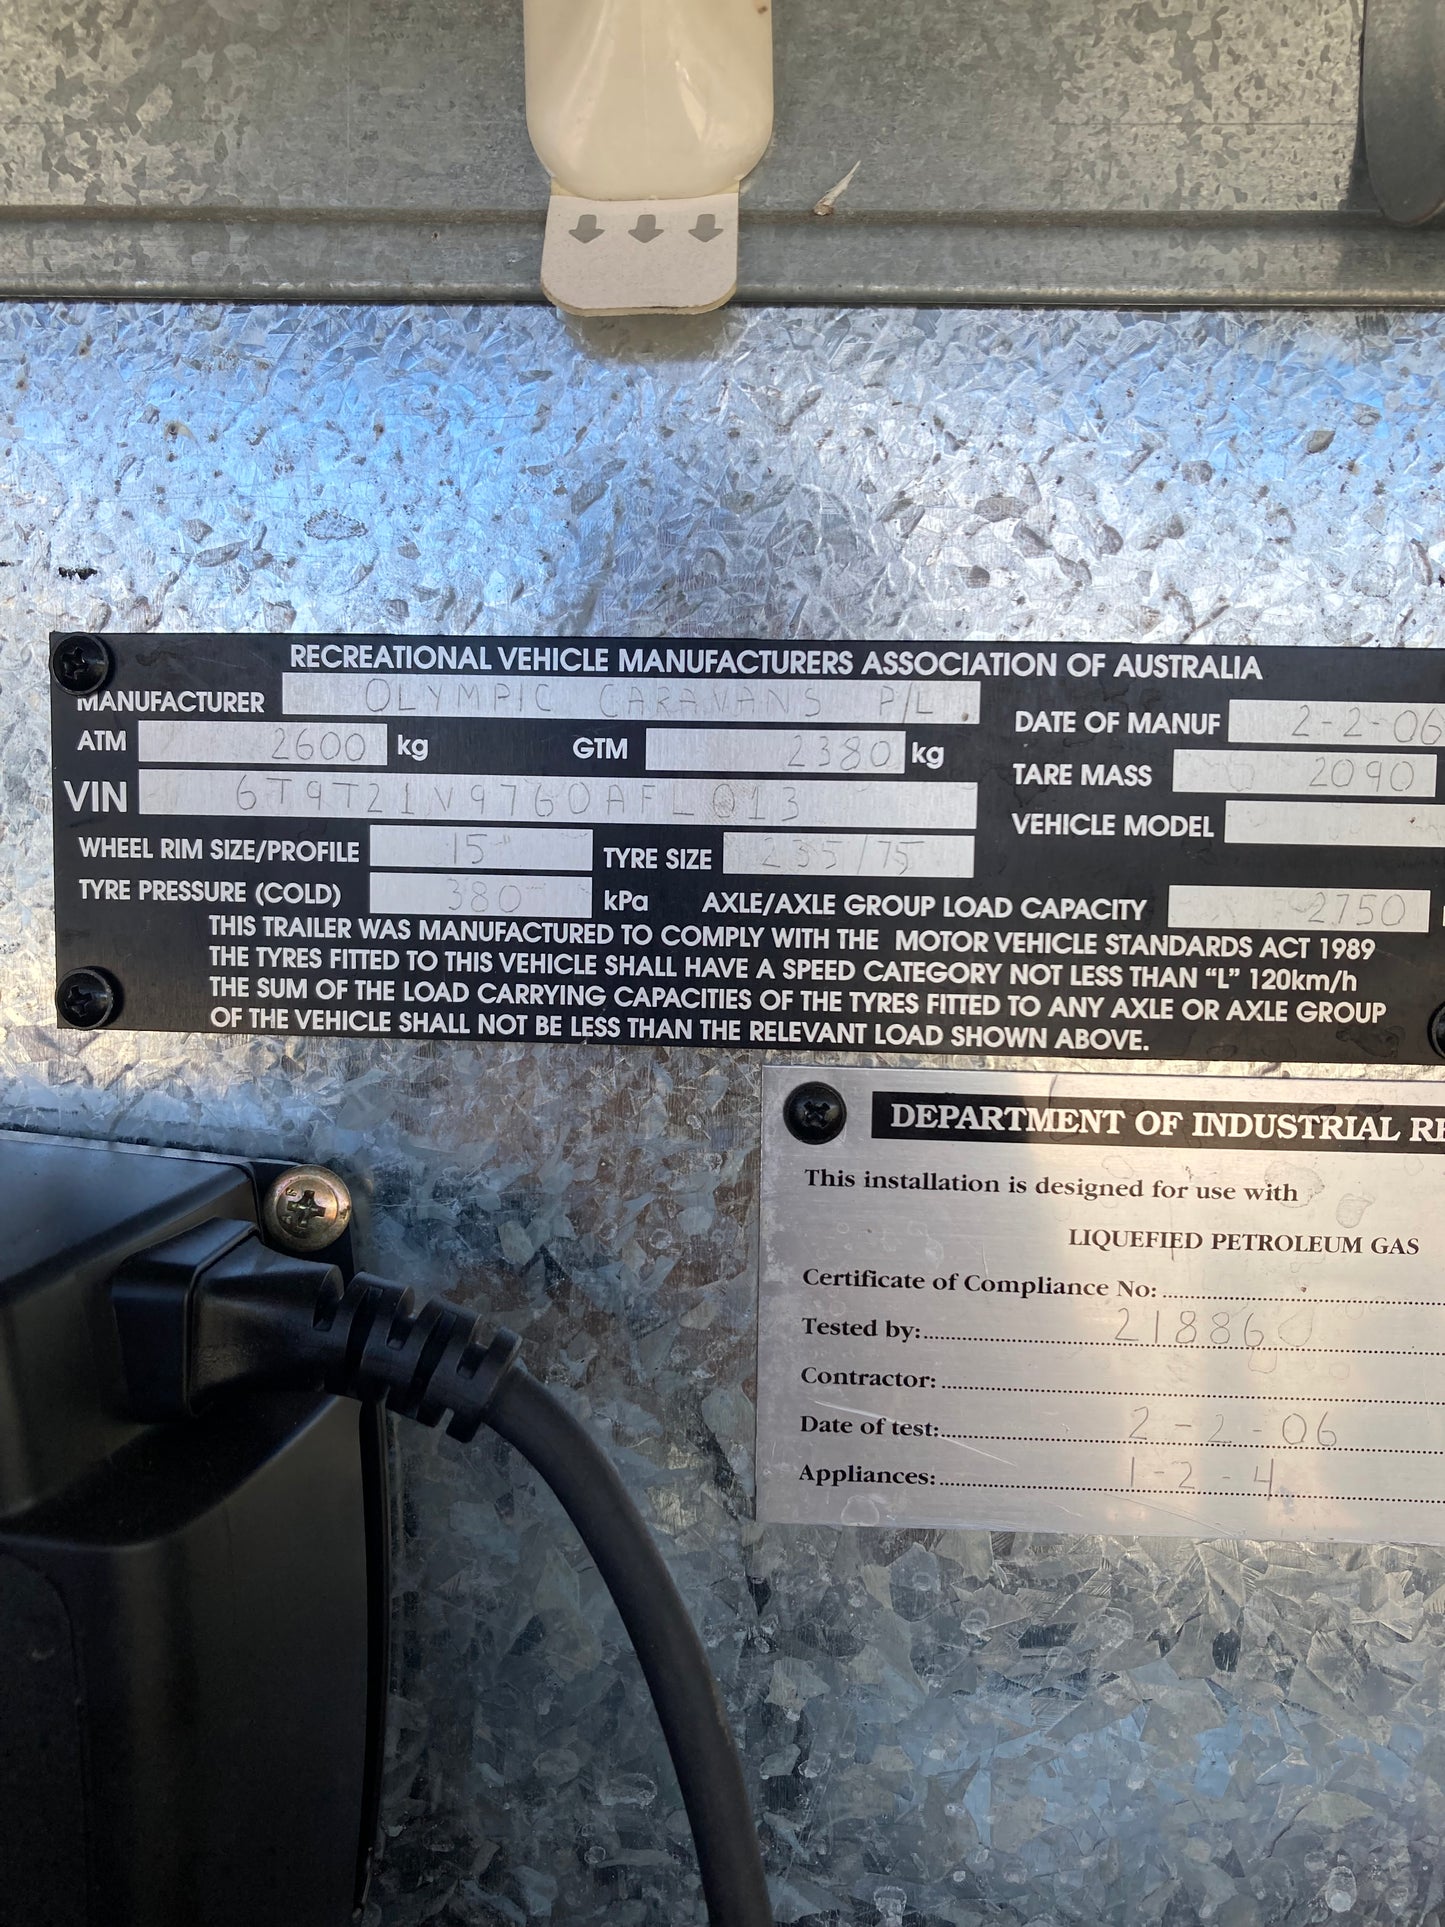 RECREATIONAL VEHICLE MANUFACTURERS ASSOCIATION OF AUSTRALIA
MANUFACTURER OLYMPIC CARAVANS P/L
DATE OF MANUF 2-2-06
ATM 2600 kg GTM 2380 kg
TARE MASS 2090
VIN 6T9T21V9760AFL013
VEHICLE MODEL
WHEEL RIM SIZE/PROFILE 15 TYRE SIZE 235/75
TYRE PRESSURE (COLD) 380 kPa AXLE/AXLE GROUP LOAD CAPACITY 2750
THIS TRAILER WAS MANUFACTURED TO COMPLY WITH THE MOTOR VEHICLE STANDARDS ACT 1989
THE TYRES FITTED TO THIS VEHICLE SHALL HAVE A SPEED CATEGORY NOT LESS THAN “L” 120km/h
THE SUM OF THE LOAD CARRYING CAPACITIES OF THE TYRES FITTED TO ANY AXLE OR AXLE GROUP
OF THE VEHICLE SHALL NOT BE LESS THAN THE RELEVANT LOAD SHOWN ABOVE.
DEPARTMENT OF INDUSTRIAL RE
This installation is designed for use with
LIQUEFIED PETROLEUM GAS
Certificate of Compliance No:
Tested by: 21886
Contractor:
Date of test: 2-2-06
Appliances: 1-2-4